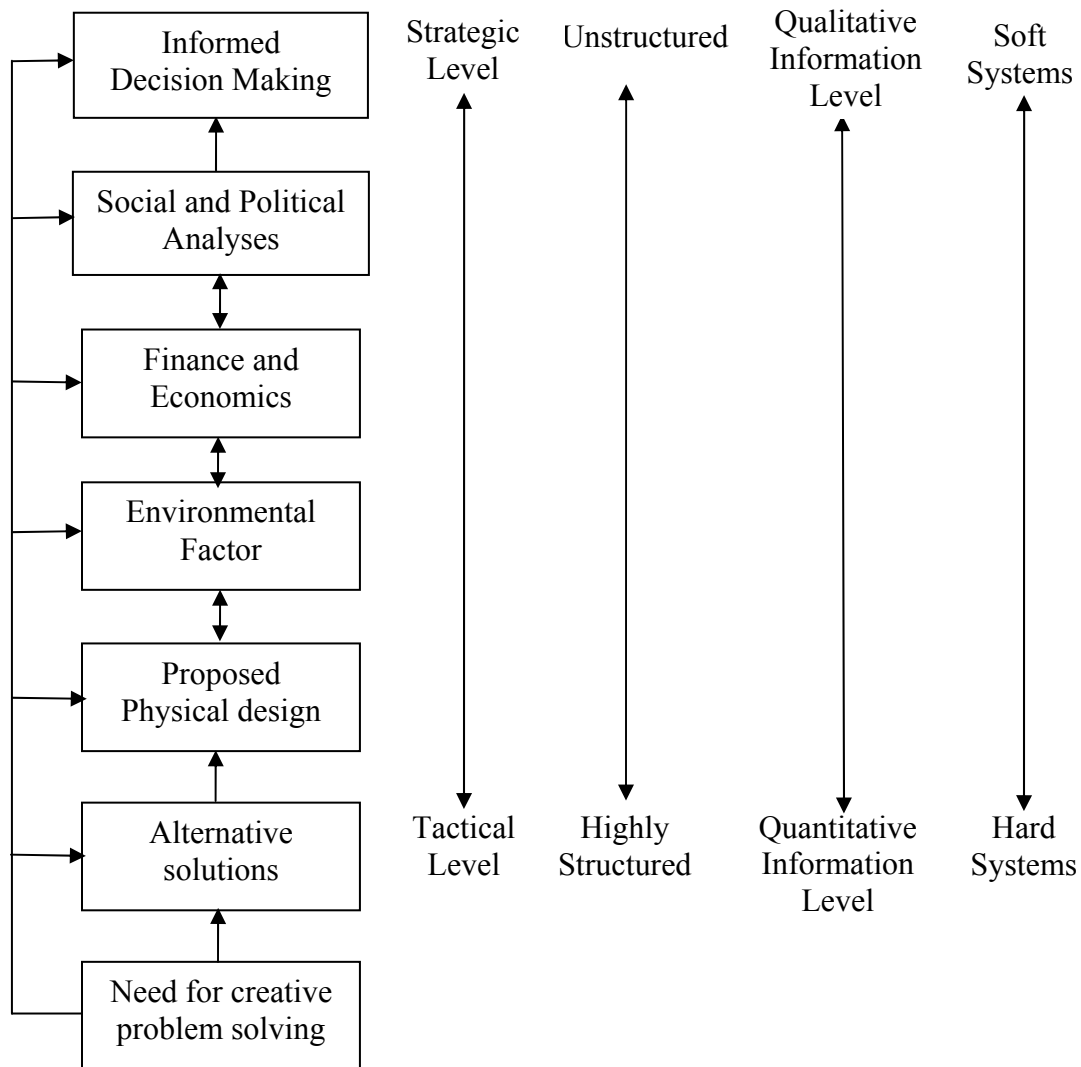 Informed
Decision Making
Social and Political
Analyses
Finance and
Economics
Environmental
Factor
Proposed
Physical design
Alternative
solutions
Need for creative
problem solving
Strategic
Level
Unstructured
Qualitative
Information
Level
Soft
Systems
Tactical
Level
Highly
Structured
Quantitative
Information
Level
Hard
Systems